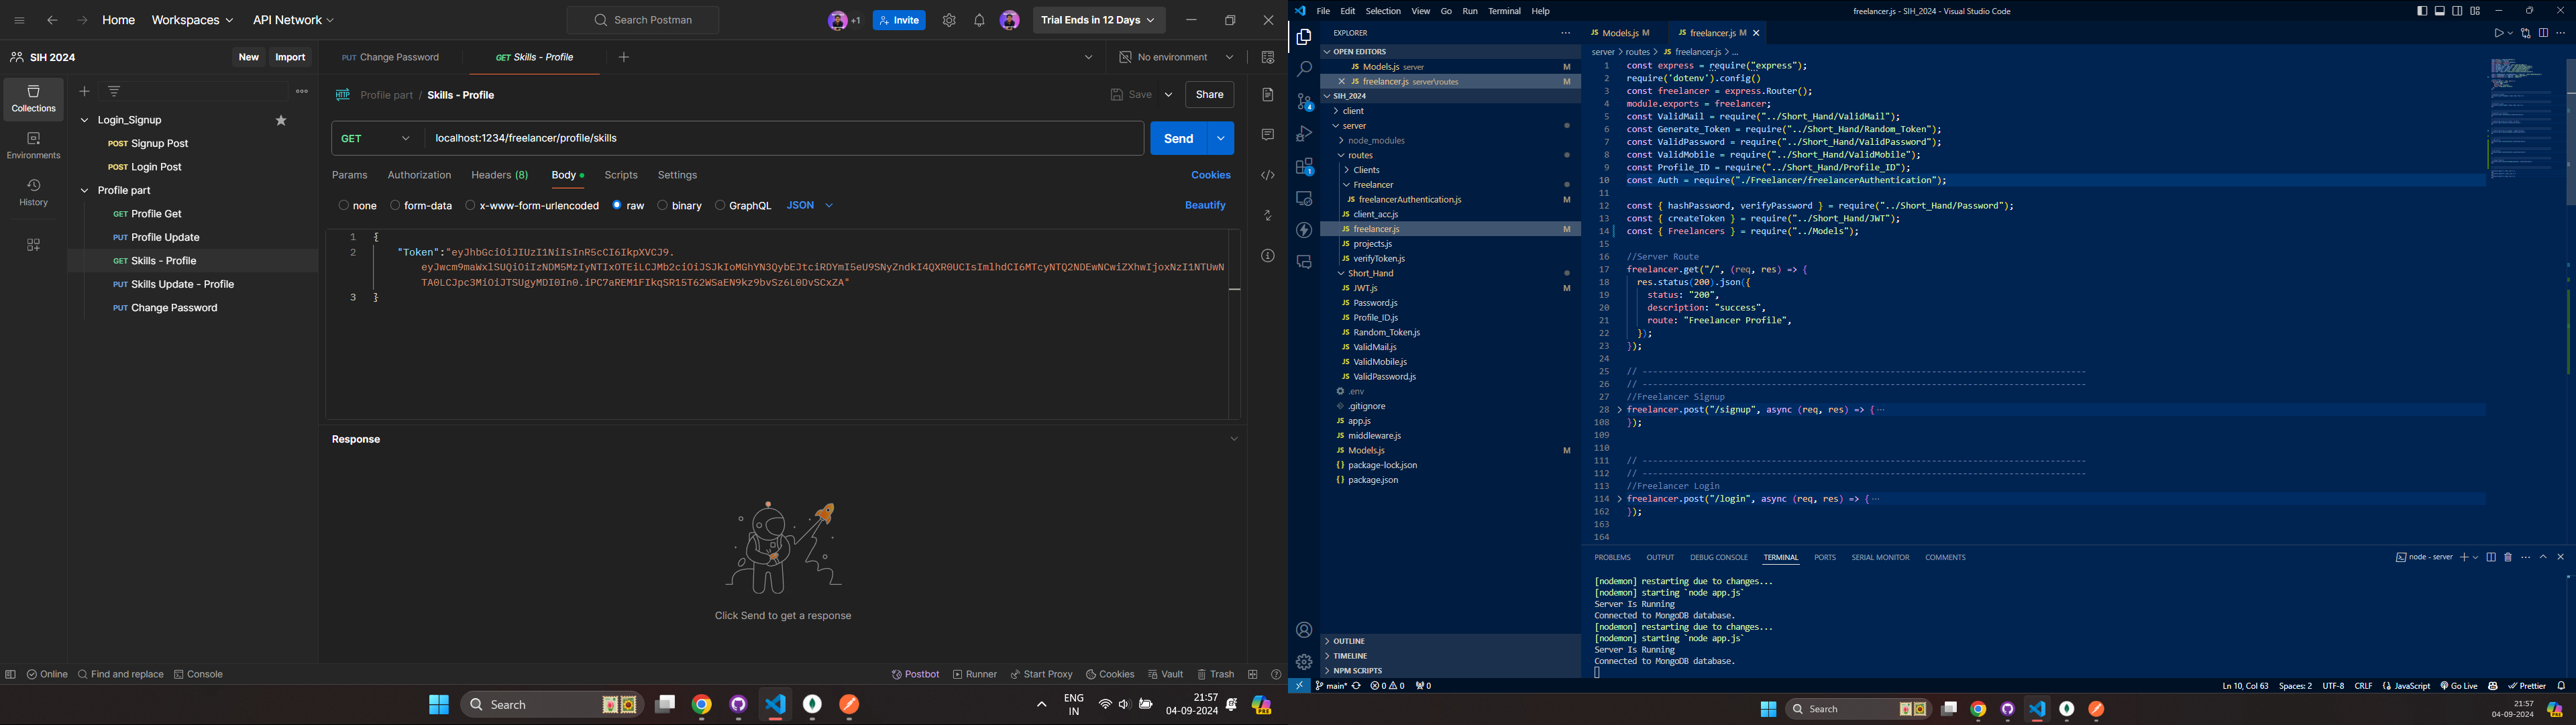 Home Workspaces API Network Search Postman +1 Invite Trial Ends in 12 Days
SIH 2024 New Import PUT Change Password GET Skills - Profile No environment
Collections
Environments
History
Login_Signup
POST Signup Post
POST Login Post
Profile part
GET Profile Get
PUT Profile Update
GET Skills - Profile
PUT Skills Update - Profile
PUT Change Password
HTTP Profile part / Skills - Profile Save Share
GET localhost:1234/freelancer/profile/skills Send
Params Authorization Headers (8) Body Scripts Settings Cookies
none form-data x-www-form-urlencoded raw binary GraphQL JSON Beautify
1 {
2 "Token":"eyJhbGciOiJIUzI1NiIsInR5cCI6IkpXVCJ9.
eyJwcm9maWxlSUQiOiIzNDM5MzIyNTIxOTEiLCJMb2ciOiJSJkIoMGhYN3QybEJtciRDYmI5eU9SNyZndkI4QXR0UCIsImlhdCI6MTcyNTQ2NDEwNCwiZXhwIjoxNzI1NTUwN
TA0LCJpc3MiOiJTSUgyMDI0In0.iPC7aREM1FIkqSR15T62WSaEN9kz9bvSz6L0DvSCxZA"
3 }
Response
Click Send to get a response
Online Find and replace Console Postbot Runner Start Proxy Cookies Vault Trash
Search ENG IN 21:57 04-09-2024
File Edit Selection View Go Run Terminal Help freelancer.js - SIH_2024 - Visual Studio Code
EXPLORER
OPEN EDITORS
JS Models.js server M
JS freelancer.js server\routes M
SIH_2024
client
server
node_modules
routes
Clients
Freelancer
JS freelancerAuthentication.js M
JS client_acc.js
JS freelancer.js M
JS projects.js
JS verifyToken.js
Short_Hand
JS JWT.js M
JS Password.js
JS Profile_ID.js
JS Random_Token.js
JS ValidMail.js
JS ValidMobile.js
JS ValidPassword.js
.env
.gitignore
JS app.js
JS middleware.js
JS Models.js M
{} package-lock.json
{} package.json
OUTLINE
TIMELINE
NPM SCRIPTS
JS Models.js M JS freelancer.js M
server > routes > JS freelancer.js > ...
1 const express = require("express");
2 require('dotenv').config()
3 const freelancer = express.Router();
4 module.exports = freelancer;
5 const ValidMail = require("../Short_Hand/ValidMail");
6 const Generate_Token = require("../Short_Hand/Random_Token");
7 const ValidPassword = require("../Short_Hand/ValidPassword");
8 const ValidMobile = require("../Short_Hand/ValidMobile");
9 const Profile_ID = require("../Short_Hand/Profile_ID");
10 const Auth = require("./Freelancer/freelancerAuthentication");
11
12 const { hashPassword, verifyPassword } = require("../Short_Hand/Password");
13 const { createToken } = require("../Short_Hand/JWT");
14 const { Freelancers } = require("../Models");
15
16 //Server Route
17 freelancer.get("/", (req, res) => {
18 res.status(200).json({
19 status: "200",
20 description: "success",
21 route: "Freelancer Profile",
22 });
23 });
24
25 // --------------------------------------------------------------------------------------
26 // --------------------------------------------------------------------------------------
27 //Freelancer Signup
28 freelancer.post("/signup", async (req, res) => {···
108 });
109
110
111 // --------------------------------------------------------------------------------------
112 // --------------------------------------------------------------------------------------
113 //Freelancer Login
114 freelancer.post("/login", async (req, res) => {···
162 });
163
164
PROBLEMS OUTPUT DEBUG CONSOLE TERMINAL PORTS SERIAL MONITOR COMMENTS node - server
[nodemon] restarting due to changes...
[nodemon] starting `node app.js`
Server Is Running
Connected to MongoDB database.
[nodemon] restarting due to changes...
[nodemon] starting `node app.js`
Server Is Running
Connected to MongoDB database.
main* 0 0 0 Ln 10, Col 63 Spaces: 2 UTF-8 CRLF {} JavaScript Go Live Prettier
Search 21:57 04-09-2024